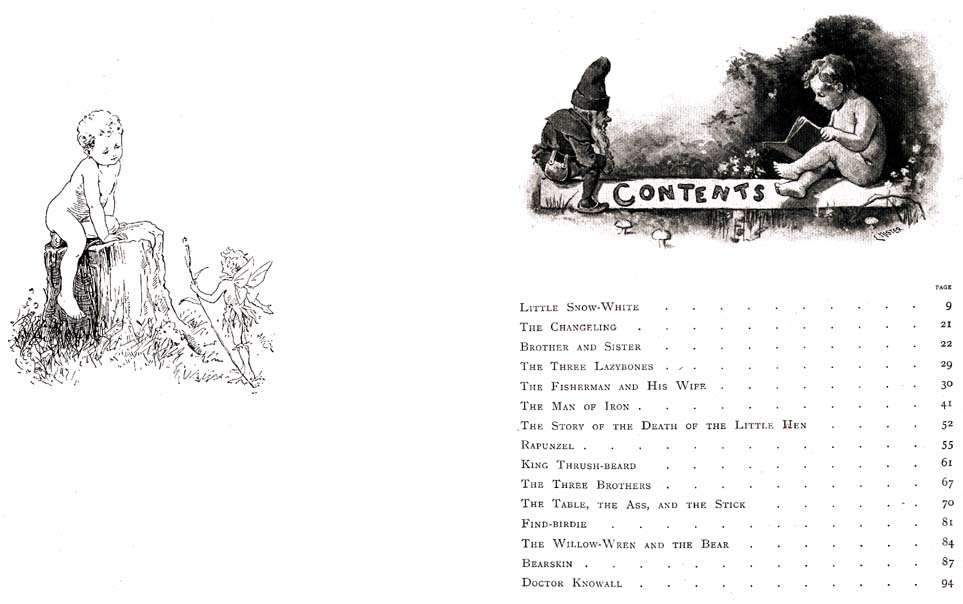 CONTENTS
PAGE
LITTLE SNOW-WHITE . . . . . . . . . . 9
THE CHANGELING . . . . . . . . . . . 21
BROTHER AND SISTER . . . . . . . . . . 22
THE THREE LAZYBONES . . . . . . . . . . 29
THE FISHERMAN AND HIS WIFE . . . . . . . . 30
THE MAN OF IRON . . . . . . . . . . . 41
THE STORY OF THE DEATH OF THE LITTLE HEN . . . . 52
RAPUNZEL . . . . . . . . . . . . . 55
KING THRUSH-BEARD . . . . . . . . . . 61
THE THREE BROTHERS . . . . . . . . . . 67
THE TABLE, THE ASS, AND THE STICK . . . . . . 70
FIND-BIRDIE . . . . . . . . . . . . 81
THE WILLOW-WREN AND THE BEAR . . . . . . . 84
BEARSKIN . . . . . . . . . . . . . 87
DOCTOR KNOWALL . . . . . . . . . . . 94